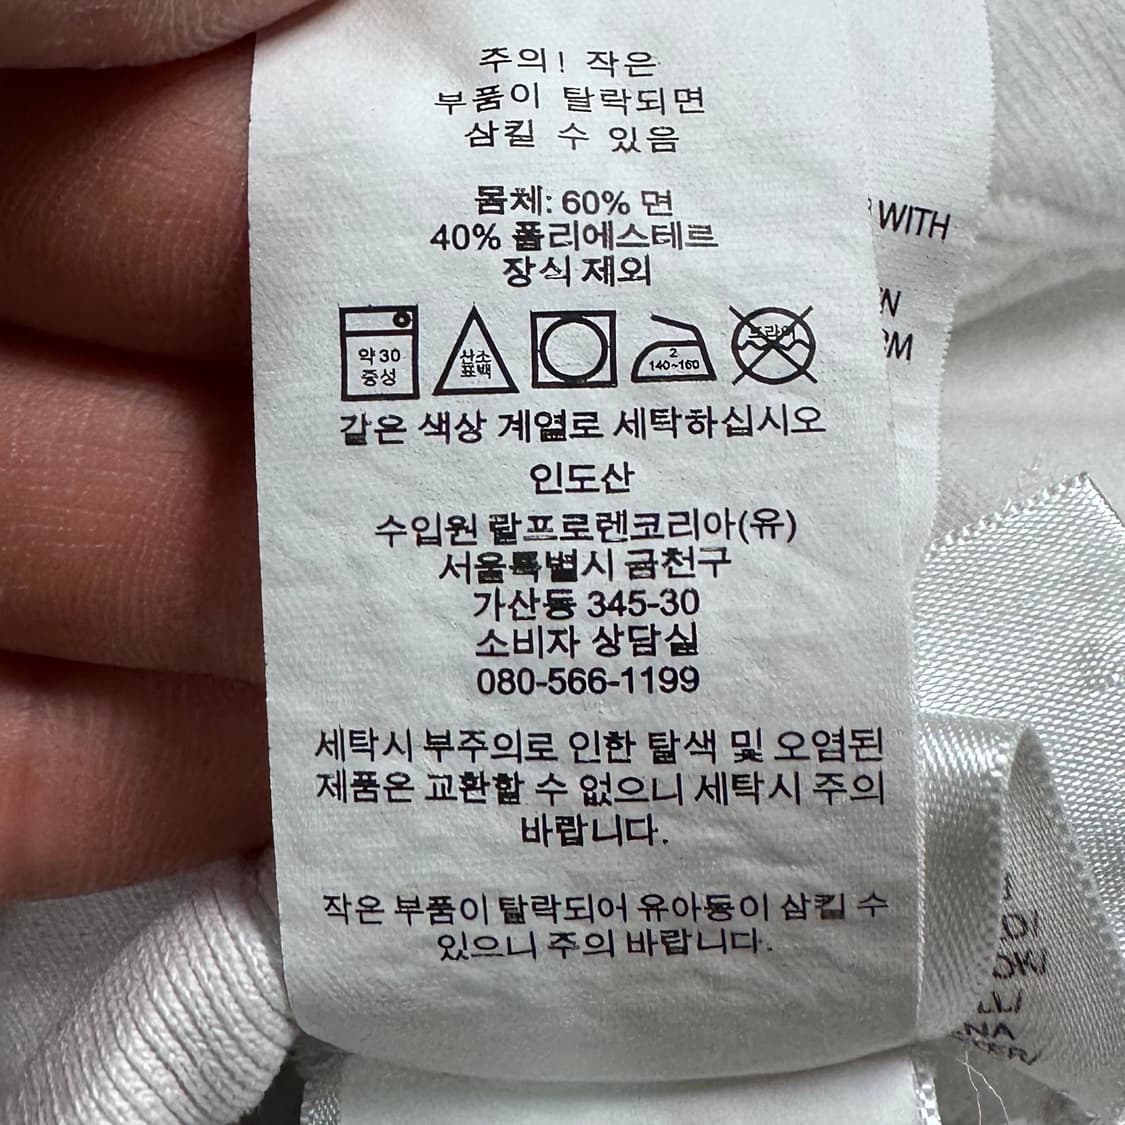 추의! 작은
부품이 탈락되면
삼킬 수 있음
몸체: 60% 면
40% 폴리에스테르
장식 제외
약 30
중성
산소
표백
2
140~160
드라이
같은 색상 계열로 세탁하십시오
인도산
수입원 랄프로렌코리아(유)
서울특별시 금천구
가산동 345-30
소비자 상담실
080-566-1199
세탁시 부주의로 인한 탈색 및 오염된
제품은 교환할 수 없으니 세탁시 주의
바랍니다.
작은 부품이 탈락되어 유아동이 삼킬 수
있으니 주의 바랍니다.
WITH